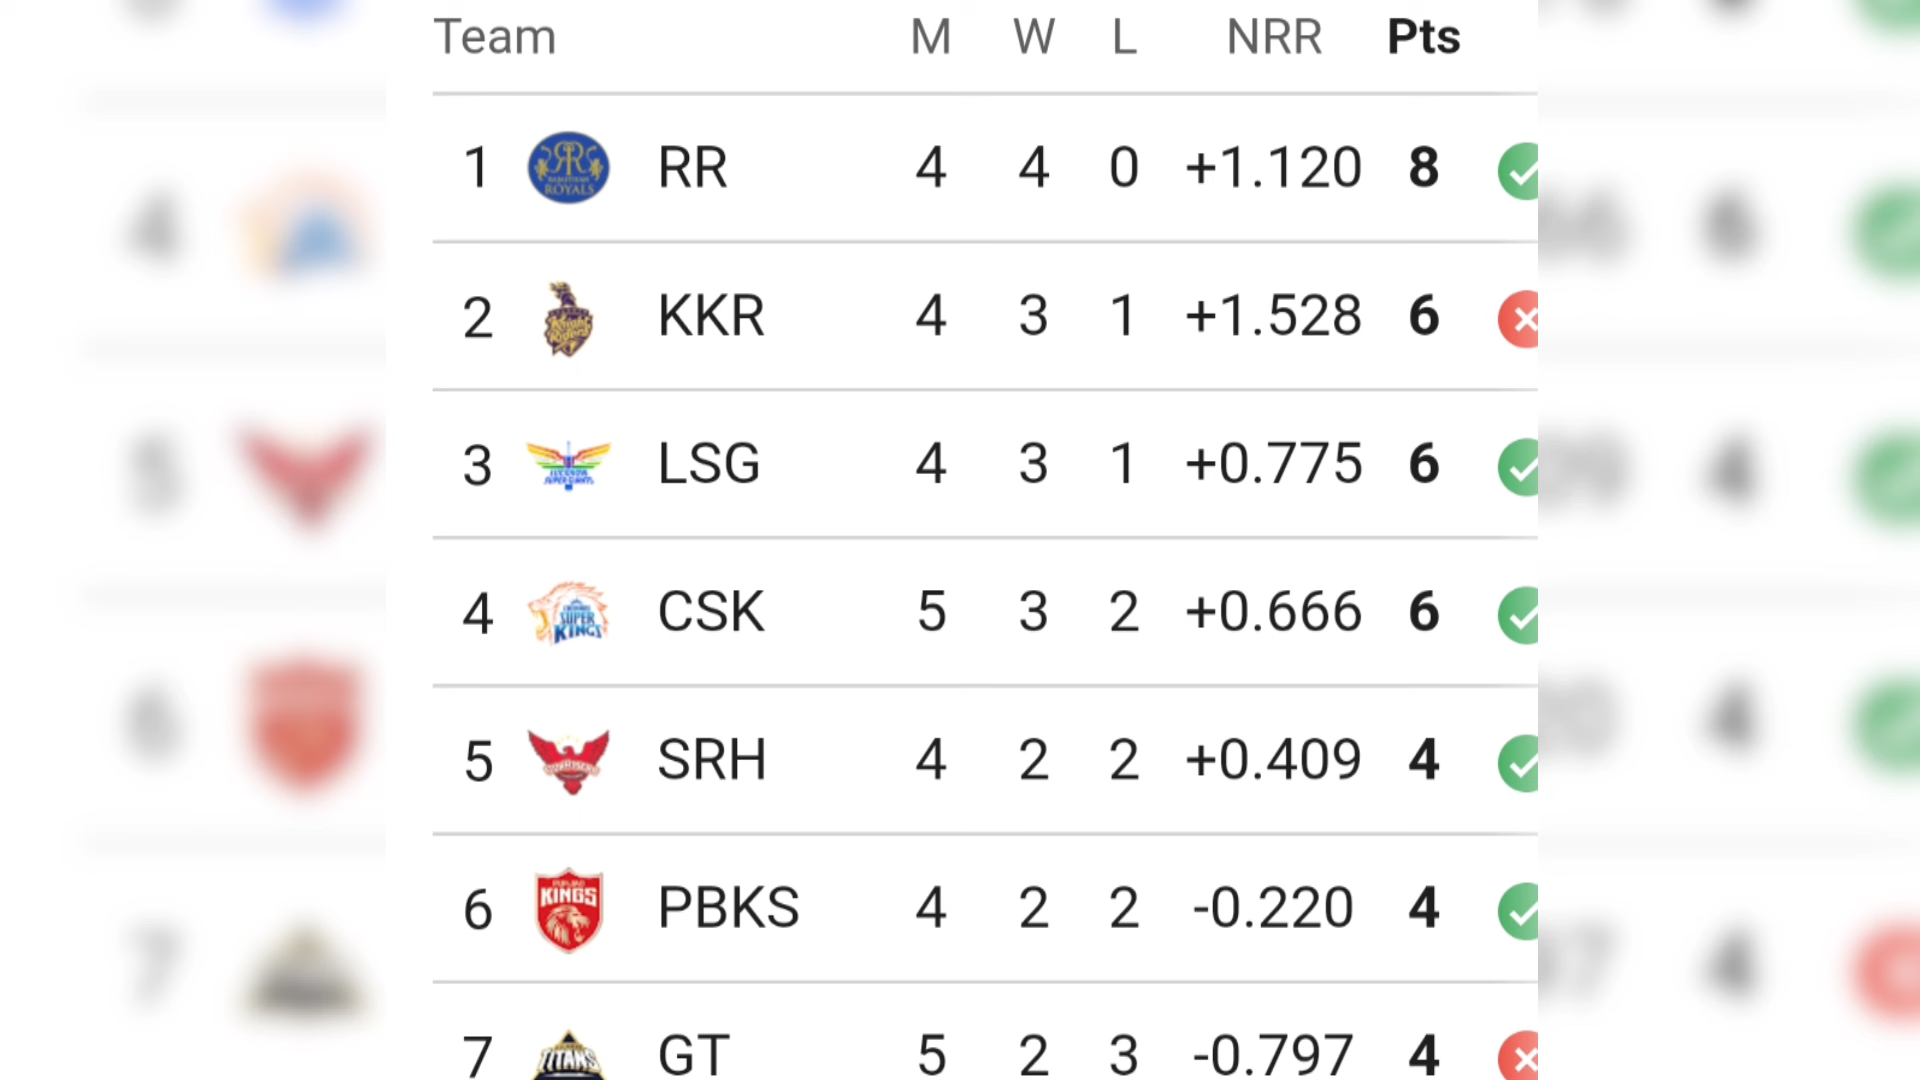 Team M W L NRR Pts
1 RR 4 4 0 +1.120 8
2 KKR 4 3 1 +1.528 6
3 LSG 4 3 1 +0.775 6
4 CSK 5 3 2 +0.666 6
5 SRH 4 2 2 +0.409 4
6 PBKS 4 2 2 -0.220 4
7 GT 5 2 3 -0.797 4